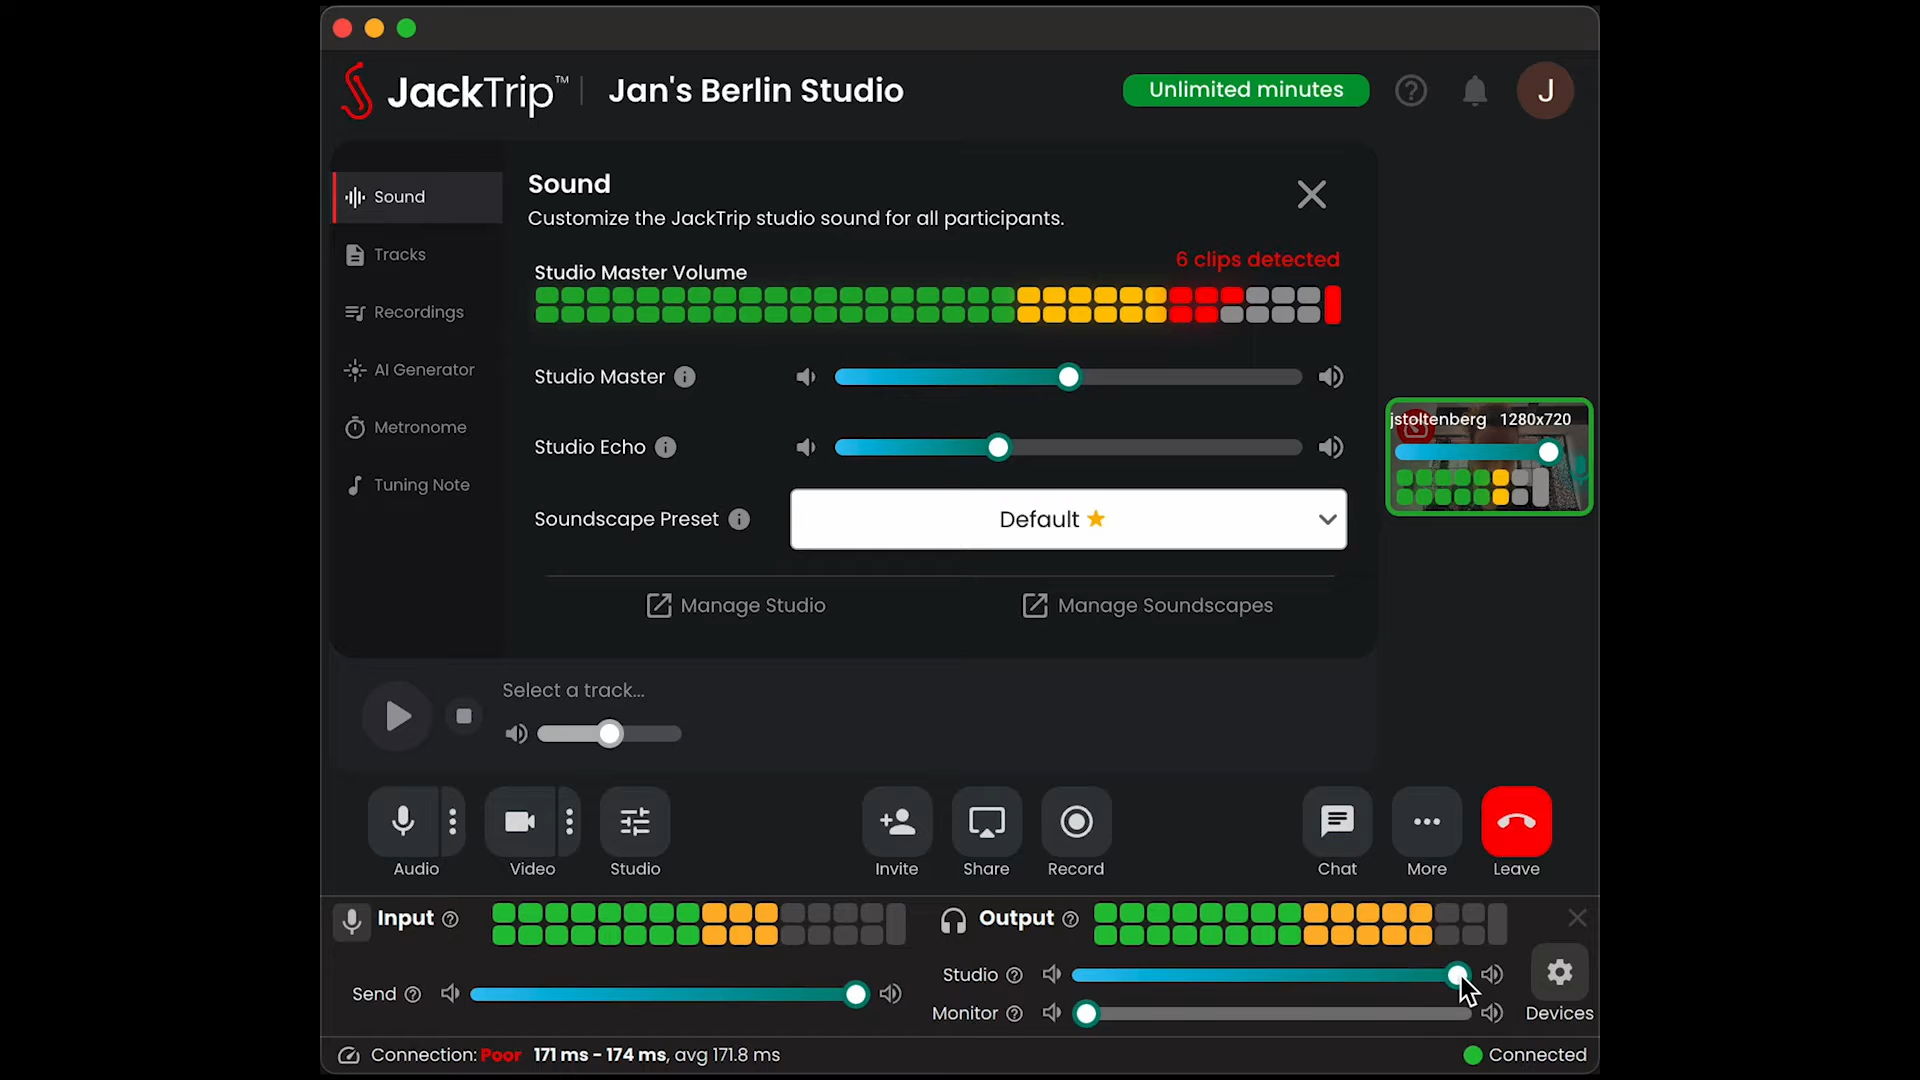 JackTrip™
Jan's Berlin Studio
Unlimited minutes
J
Sound
Tracks
Recordings
AI Generator
Metronome
Tuning Note
Sound
Customize the JackTrip studio sound for all participants.
6 clips detected
Studio Master Volume
Studio Master
Studio Echo
Soundscape Preset
Default
Manage Studio
Manage Soundscapes
jstoltenberg 1280x720
Select a track...
Audio
Video
Studio
Invite
Share
Record
Chat
More
Leave
Input
Send
Output
Studio
Monitor
Devices
Connection: Poor 171 ms - 174 ms, avg 171.8 ms
Connected